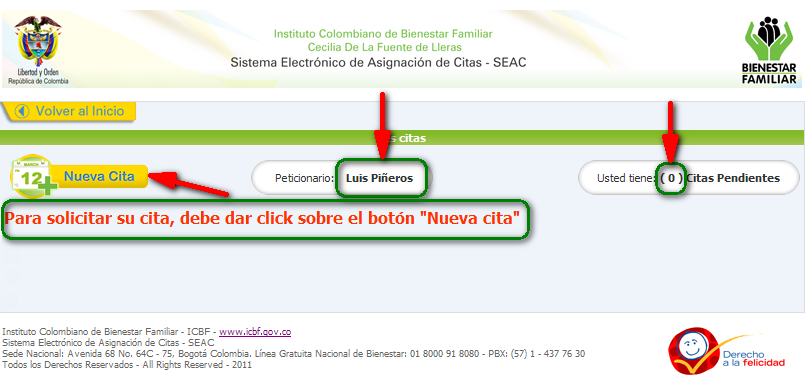 Instituto Colombiano de Bienestar Familiar
Cecilia De La Fuente de Lleras
Sistema Electrónico de Asignación de Citas - SEAC
Libertad y Orden
República de Colombia
BIENESTAR
FAMILIAR
Volver al Inicio
s citas
MARCH
12
Nueva Cita
Peticionario: Luis Piñeros
Usted tiene: ( 0 ) Citas Pendientes
Para solicitar su cita, debe dar click sobre el botón "Nueva cita"
Instituto Colombiano de Bienestar Familiar - ICBF - www.icbf.gov.co
Sistema Electrónico de Asignación de Citas - SEAC
Sede Nacional: Avenida 68 No. 64C - 75, Bogotá Colombia. Línea Gratuita Nacional de Bienestar: 01 8000 91 8080 - PBX: (57) 1 - 437 76 30
Todos los Derechos Reservados - All Rights Reserved - 2011
Derecho
a la felicidad